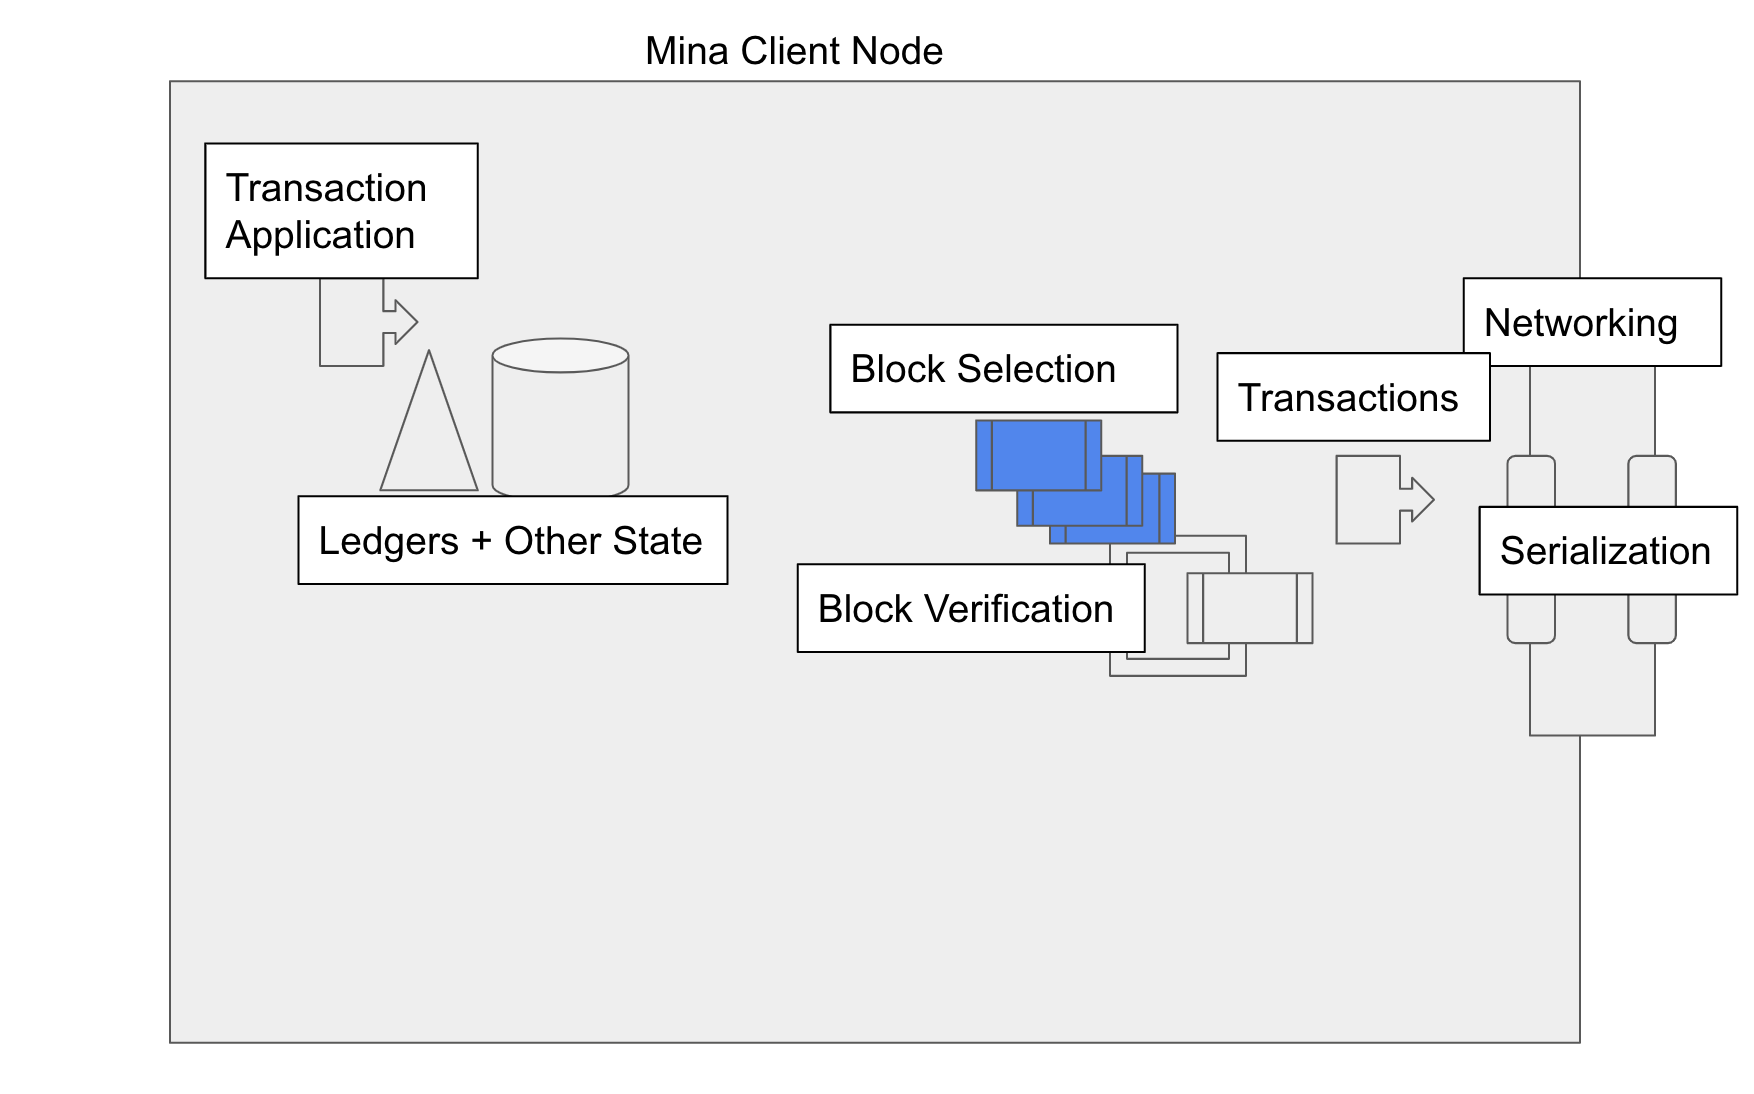 Mina Client Node
Transaction
Application
Networking
Block Selection
Transactions
Ledgers + Other State
Serialization
Block Verification